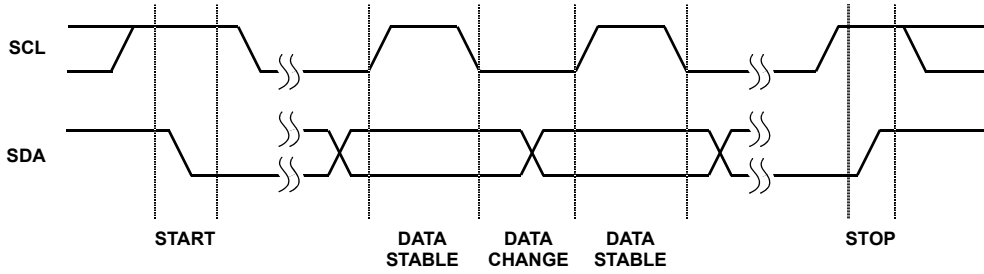 SCL
SDA
START
DATA
STABLE
DATA
CHANGE
DATA
STABLE
STOP